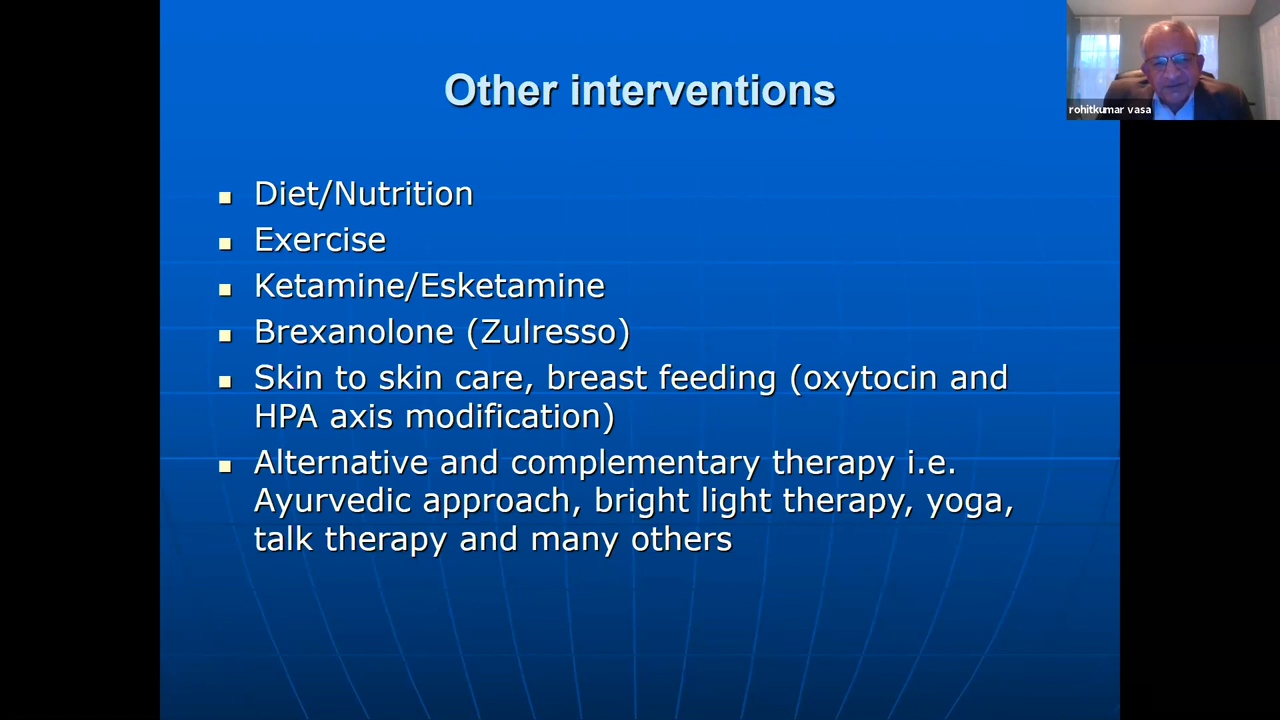 Other interventions
rohitkumar vasa
Diet/Nutrition
Exercise
Ketamine/Esketamine
Brexanolone (Zulresso)
Skin to skin care, breast feeding (oxytocin and
HPA axis modification)
Alternative and complementary therapy i.e.
Ayurvedic approach, bright light therapy, yoga,
talk therapy and many others